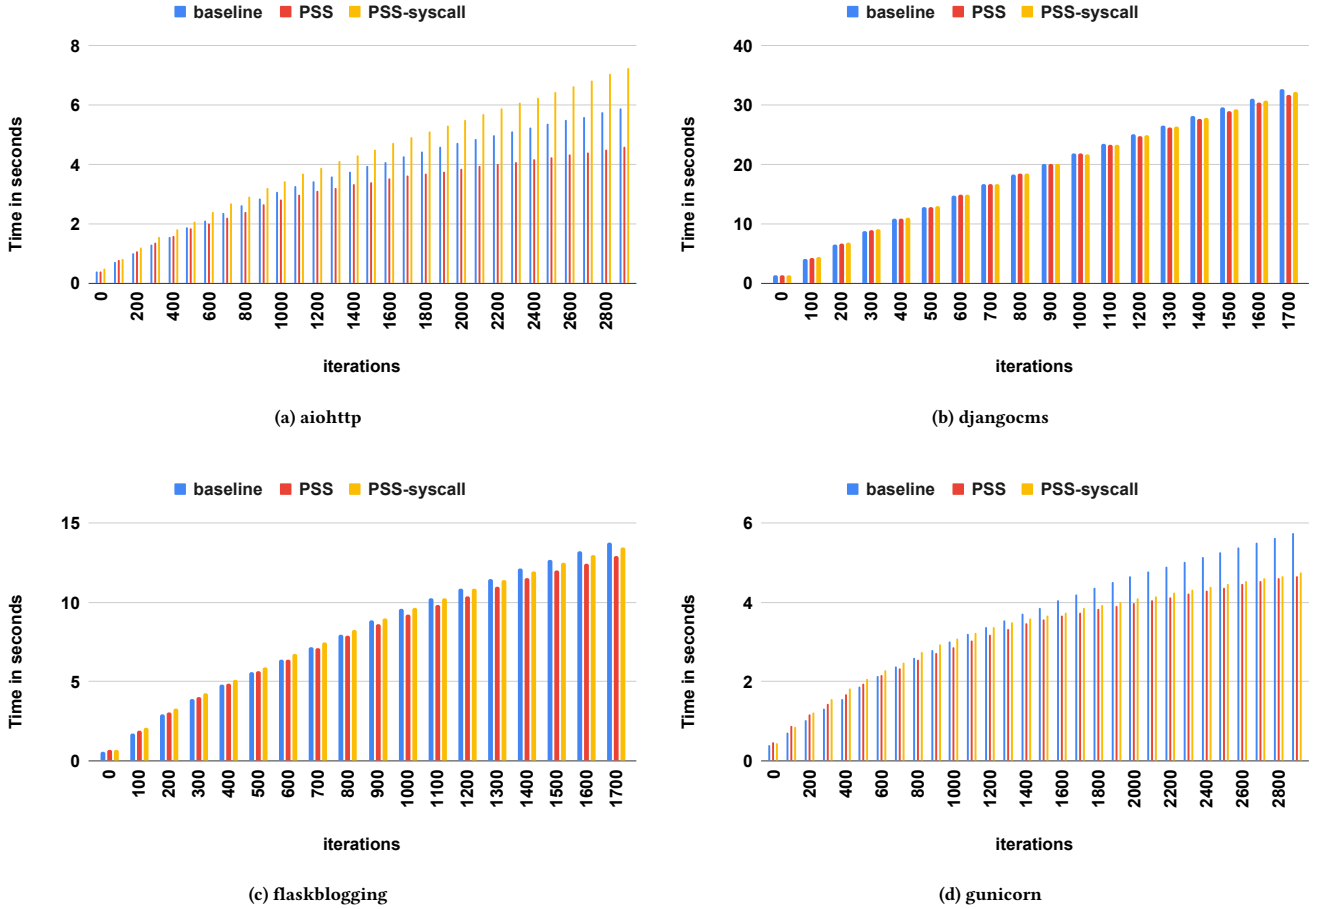 baseline PSS PSS-syscall
8
6
4
2
0
Time in seconds
0 200 400 600 800 1000 1200 1400 1600 1800 2000 2200 2400 2600 2800
iterations
(a) aiohttp
baseline PSS PSS-syscall
40
30
20
10
0
Time in seconds
0 100 200 300 400 500 600 700 800 900 1000 1100 1200 1300 1400 1500 1600 1700
iterations
(b) djangocms
baseline PSS PSS-syscall
15
10
5
0
Time in seconds
0 100 200 300 400 500 600 700 800 900 1000 1100 1200 1300 1400 1500 1600 1700
iterations
(c) flaskblogging
baseline PSS PSS-syscall
6
4
2
0
Time in seconds
0 200 400 600 800 1000 1200 1400 1600 1800 2000 2200 2400 2600 2800
iterations
(d) gunicorn